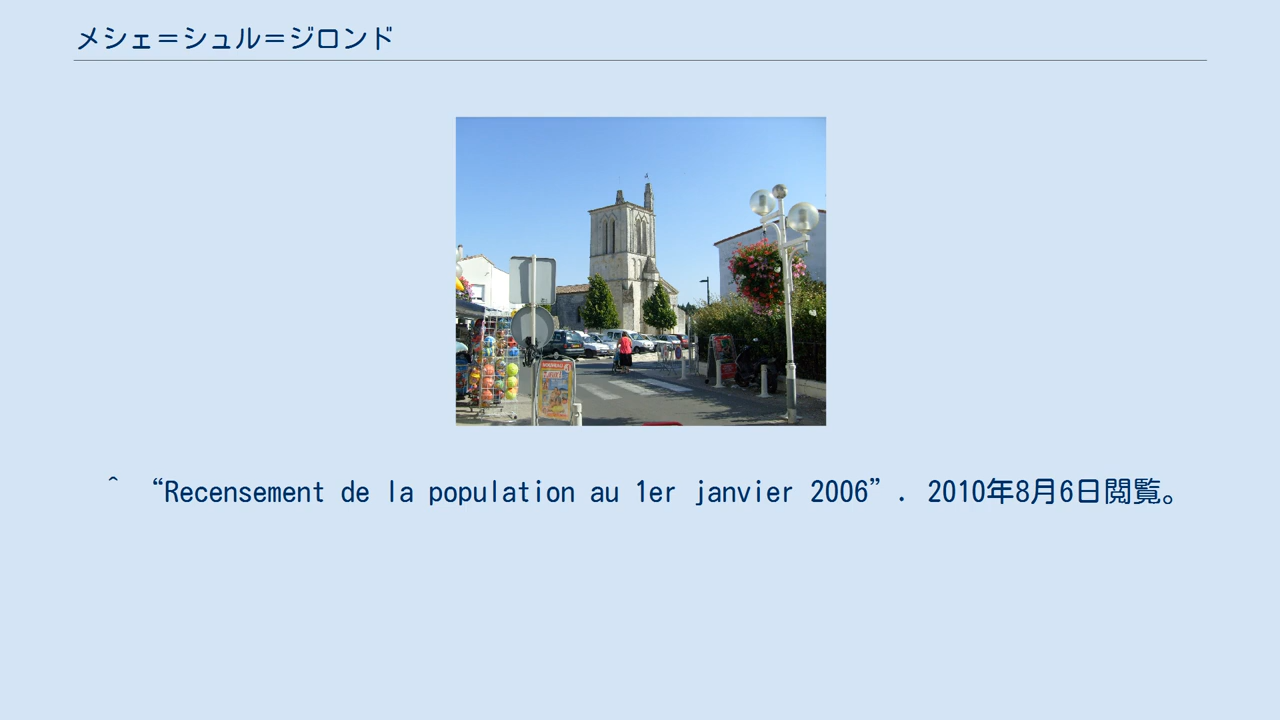 メシェ＝シュル＝ジロンド
^ “Recensement de la population au 1er janvier 2006”. 2010年8月6日閲覧。